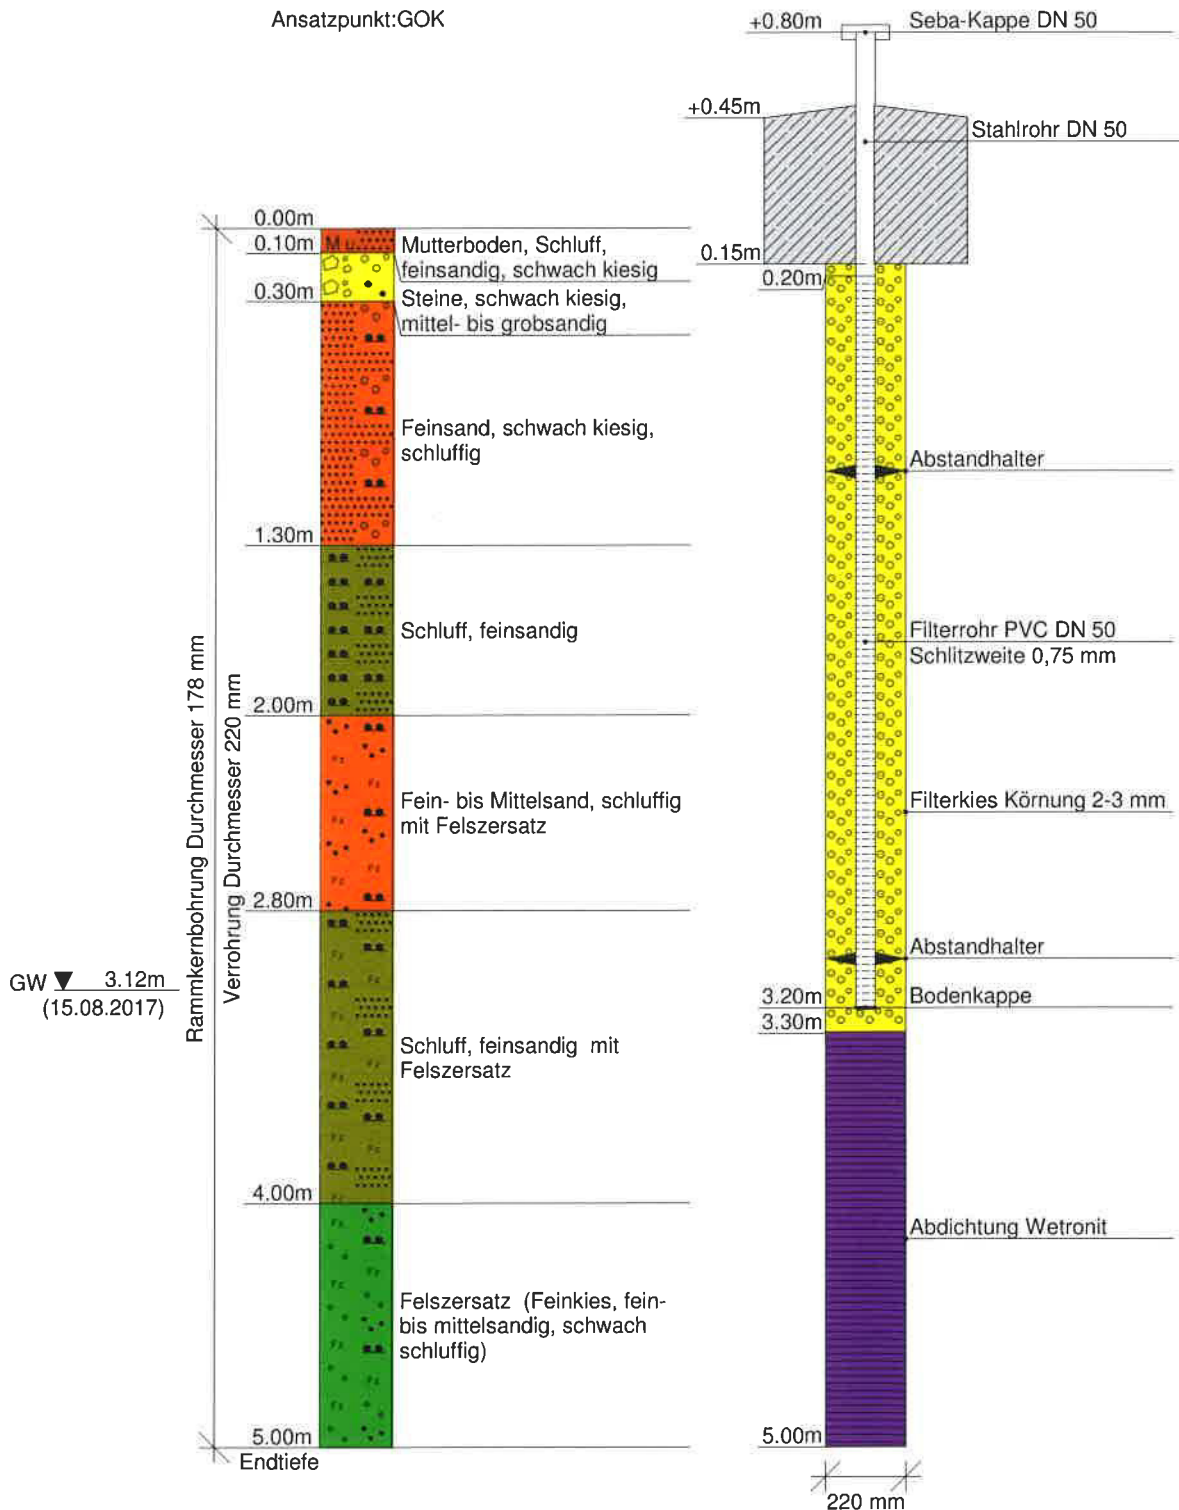 Ansatzpunkt:GOK
+0.80m
Seba-Kappe DN 50
+0.45m
Stahlrohr DN 50
0.00m
0.10m
Mu
Mutterboden, Schluff,
feinsandig, schwach kiesig
0.15m
0.20m
0.30m
Steine, schwach kiesig,
mittel- bis grobsandig
Feinsand, schwach kiesig,
schluffig
Abstandhalter
1.30m
Schluff, feinsandig
Filterrohr PVC DN 50
Schlitzweite 0,75 mm
2.00m
Rammkernbohrung Durchmesser 178 mm
Verrohrung Durchmesser 220 mm
Fein- bis Mittelsand, schluffig
mit Felszersatz
Filterkies Körnung 2-3 mm
2.80m
Abstandhalter
GW 3.12m
(15.08.2017)
3.20m
Bodenkappe
3.30m
Schluff, feinsandig mit
Felszersatz
4.00m
Abdichtung Wetronit
Felszersatz (Feinkies, fein-
bis mittelsandig, schwach
schluffig)
5.00m
Endtiefe
5.00m
220 mm